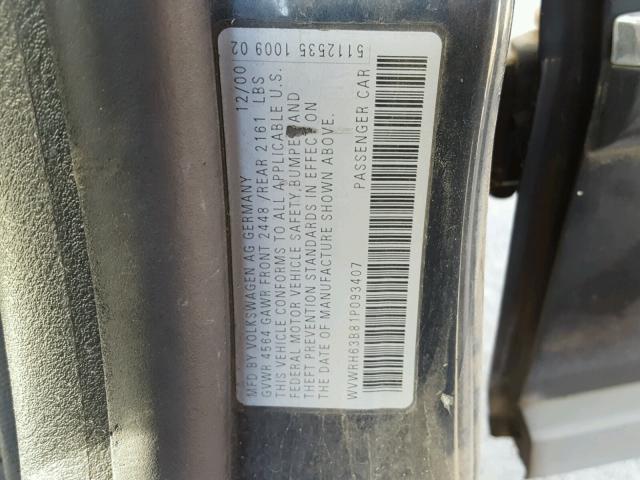 MFD BY VOLKSWAGEN AG GERMANY 12/00
GVWR 4564 GAWR FRONT 2448 /REAR 2161 LBS
THIS VEHICLE CONFORMS TO ALL APPLICABLE U.S.
FEDERAL MOTOR VEHICLE SAFETY, BUMPER AND
THEFT PREVENTION STANDARDS IN EFFECT ON
THE DATE OF MANUFACTURE SHOWN ABOVE.
WVWRH63B81P093407 PASSENGER CAR
5112535 1009 02